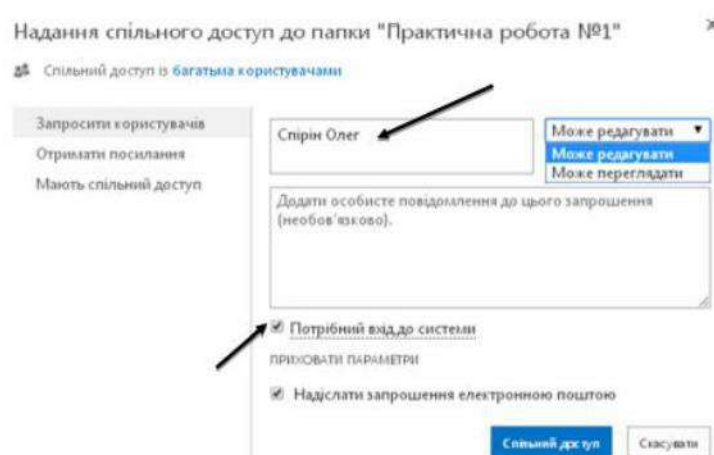 Надання спільного доступу до папки "Практична робота №1"
Спільний доступ із багатьма користувачами
Запросити користувачів
Отримати посилання
Мають спільний доступ
Спірін Олег
Може редагувати
Може редагувати
Може переглядати
Додати особисте повідомлення до цього запрошення
(необов'язково).
Потрібний вхід до системи
ПРИХОВАТИ ПАРАМЕТРИ
Надіслати запрошення електронною поштою
Спільний доступ
Скасувати